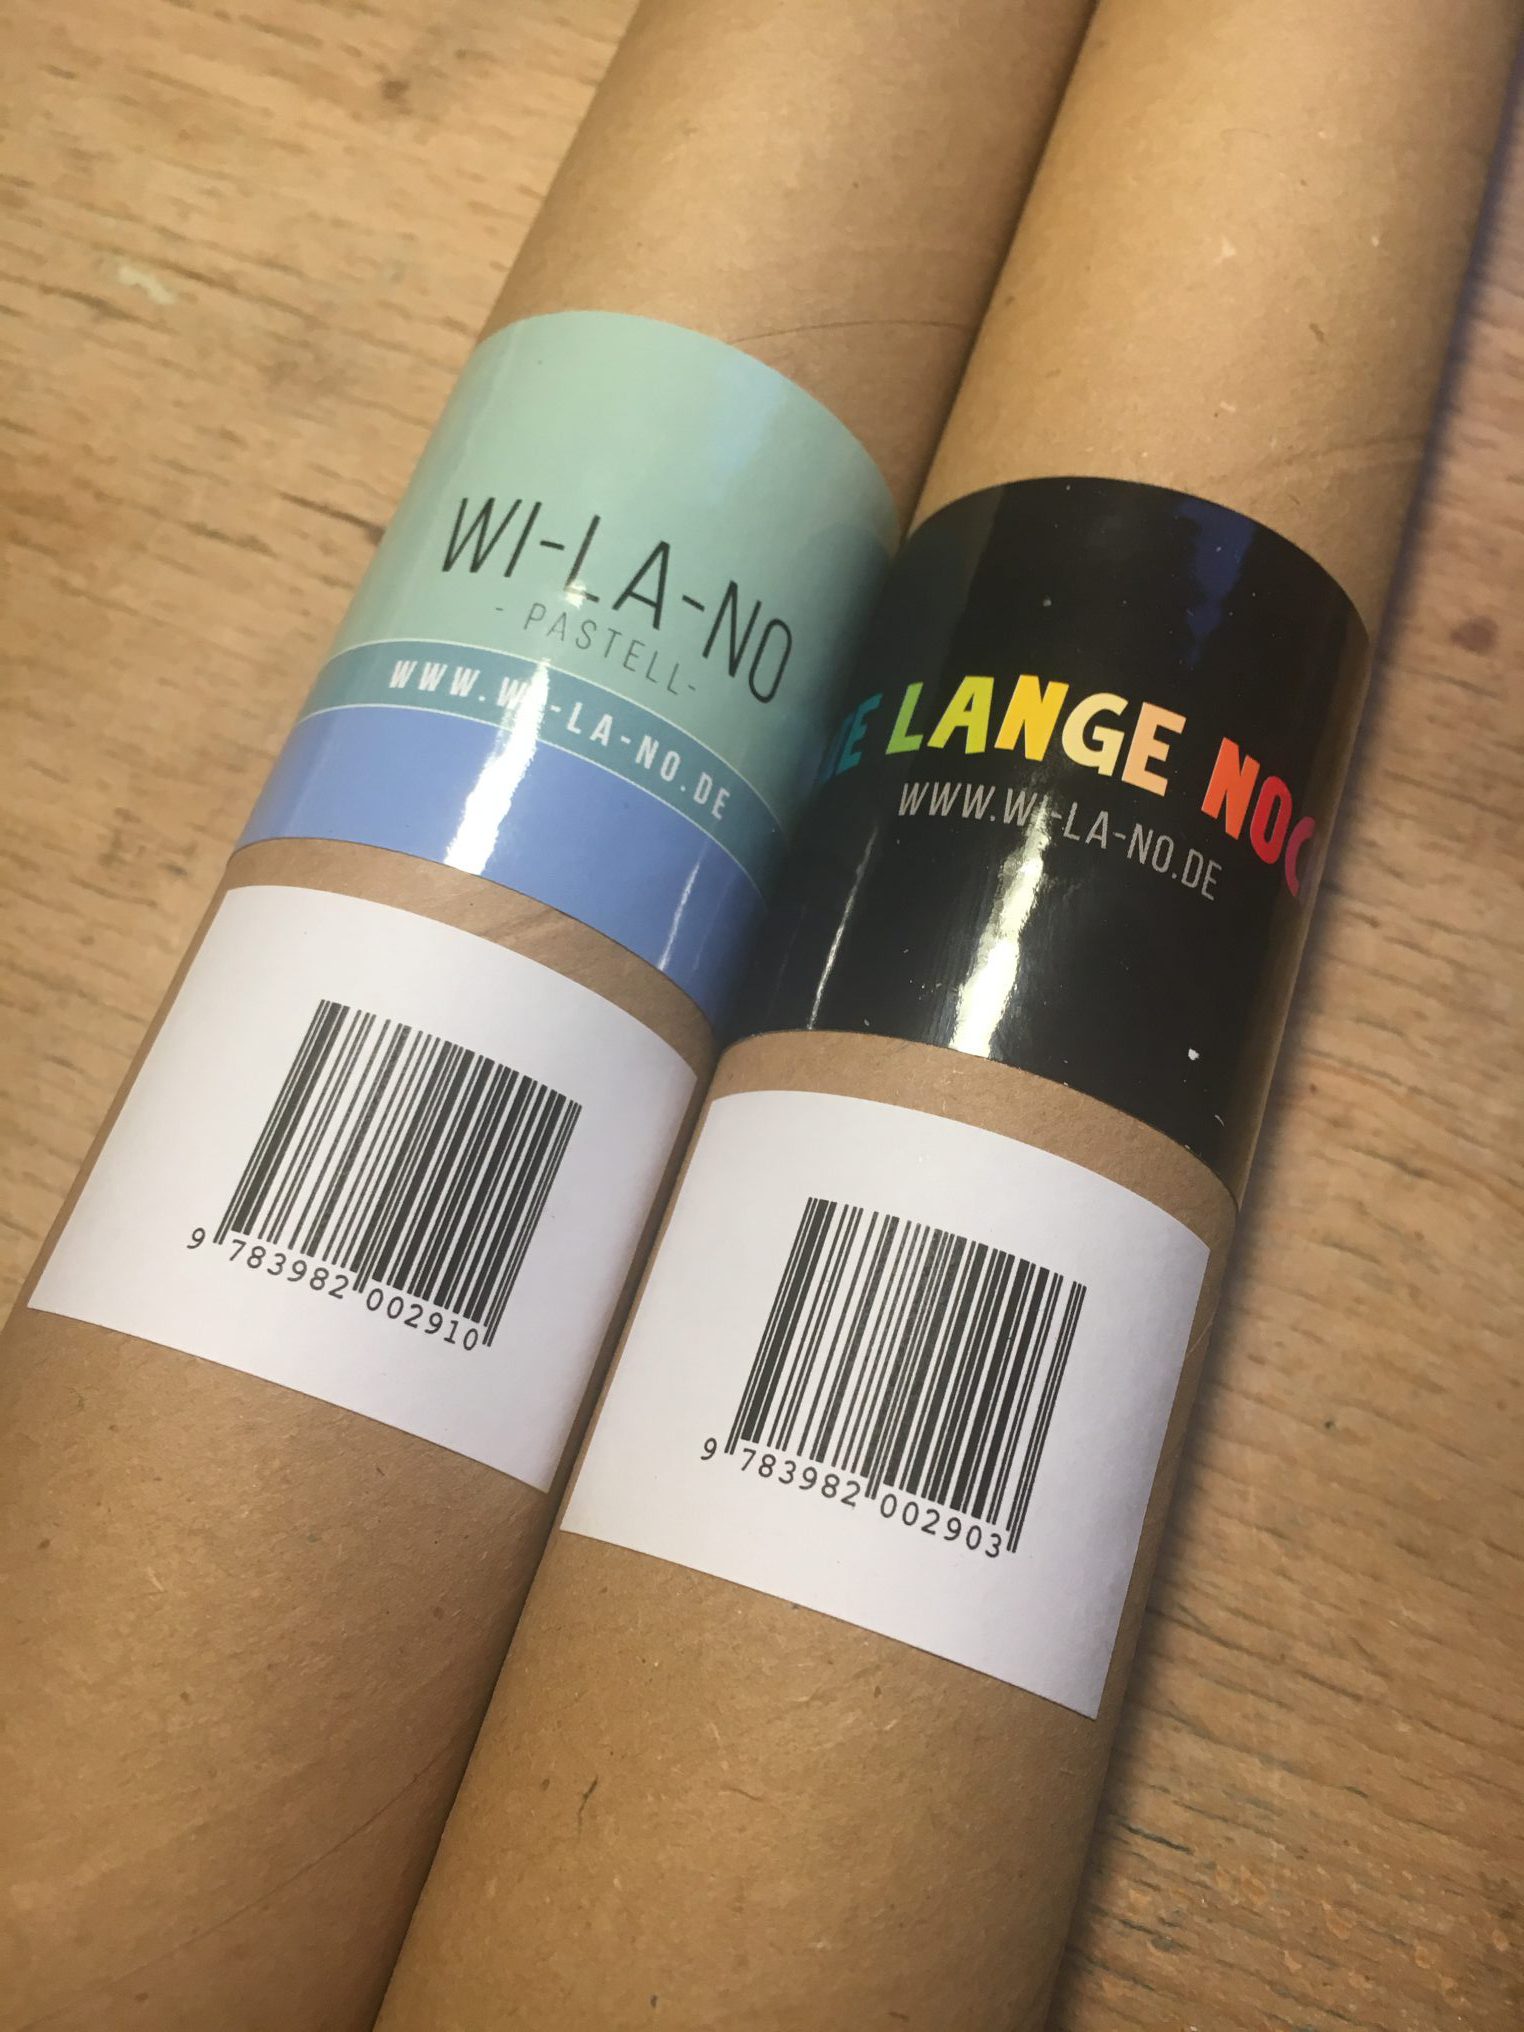 WI-LA-NO
- PASTELL -
WWW.WI-LA-NO.DE
9 783982 002910
LANGE
WWW.WI-LA-NO.DE
9 783982 002903